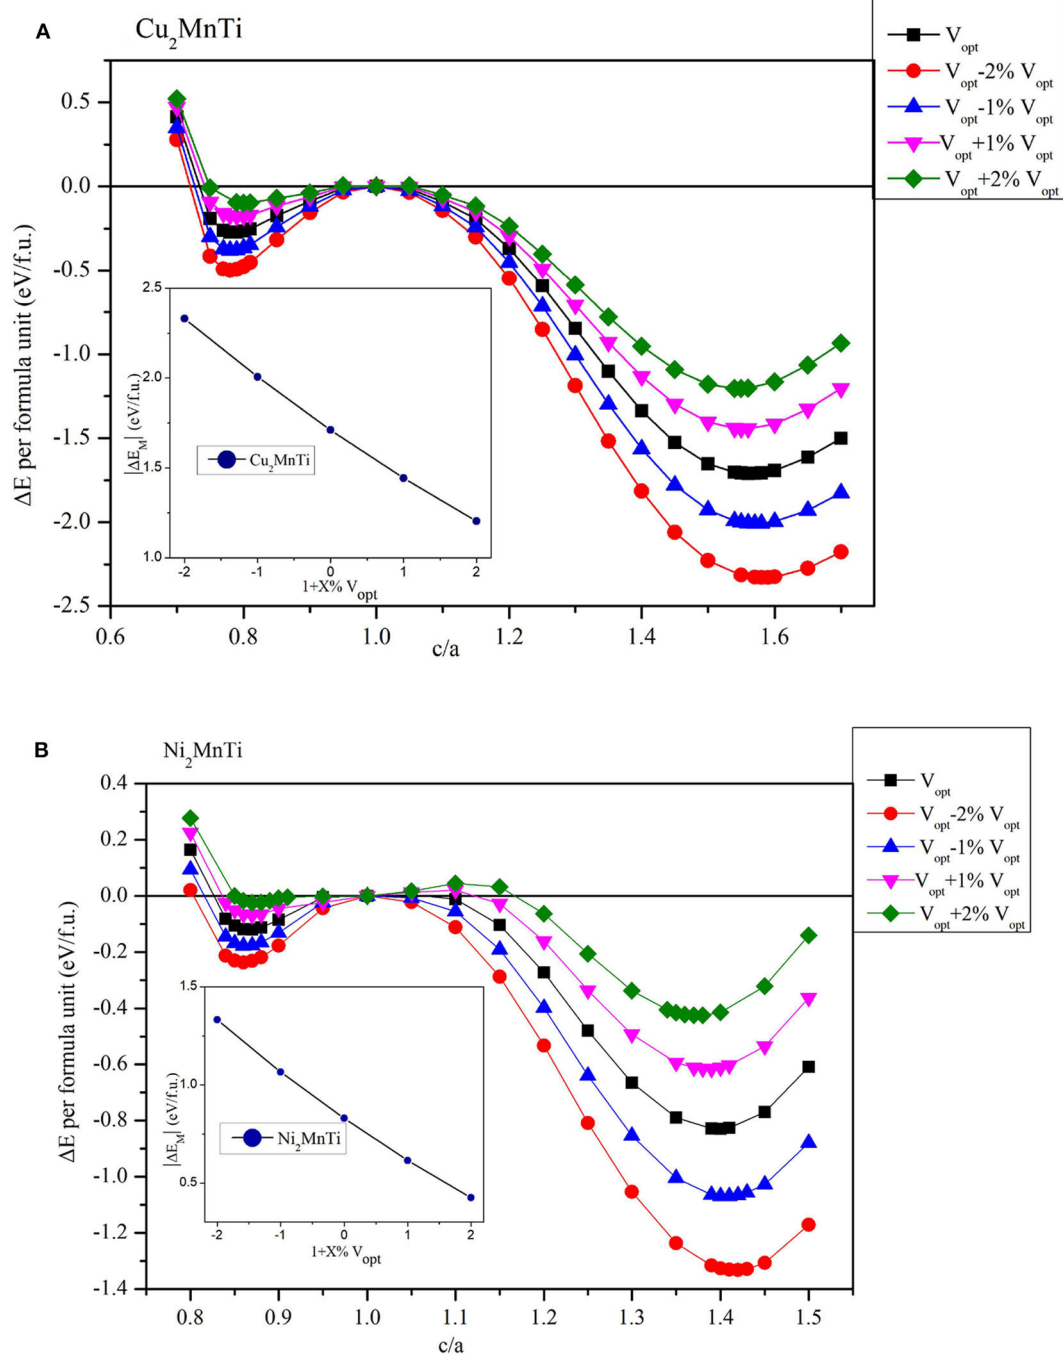 A
Cu2MnTi
Vopt
Vopt-2% Vopt
Vopt-1% Vopt
Vopt+1% Vopt
Vopt+2% Vopt
ΔE per formula unit (eV/f.u.)
0.5
0.0
-0.5
-1.0
-1.5
-2.0
-2.5
0.6 0.8 1.0 1.2 1.4 1.6
c/a
|ΔEM| (eV/f.u.)
2.5
2.0
1.5
1.0
Cu2MnTi
-2 -1 0 1 2
1+X% Vopt
B
Ni2MnTi
Vopt
Vopt-2% Vopt
Vopt-1% Vopt
Vopt+1% Vopt
Vopt+2% Vopt
ΔE per formula unit (eV/f.u.)
0.4
0.2
0.0
-0.2
-0.4
-0.6
-0.8
-1.0
-1.2
-1.4
0.8 0.9 1.0 1.1 1.2 1.3 1.4 1.5
c/a
|ΔEM| (eV/f.u.)
1.5
1.0
0.5
Ni2MnTi
-2 -1 0 1 2
1+X% Vopt